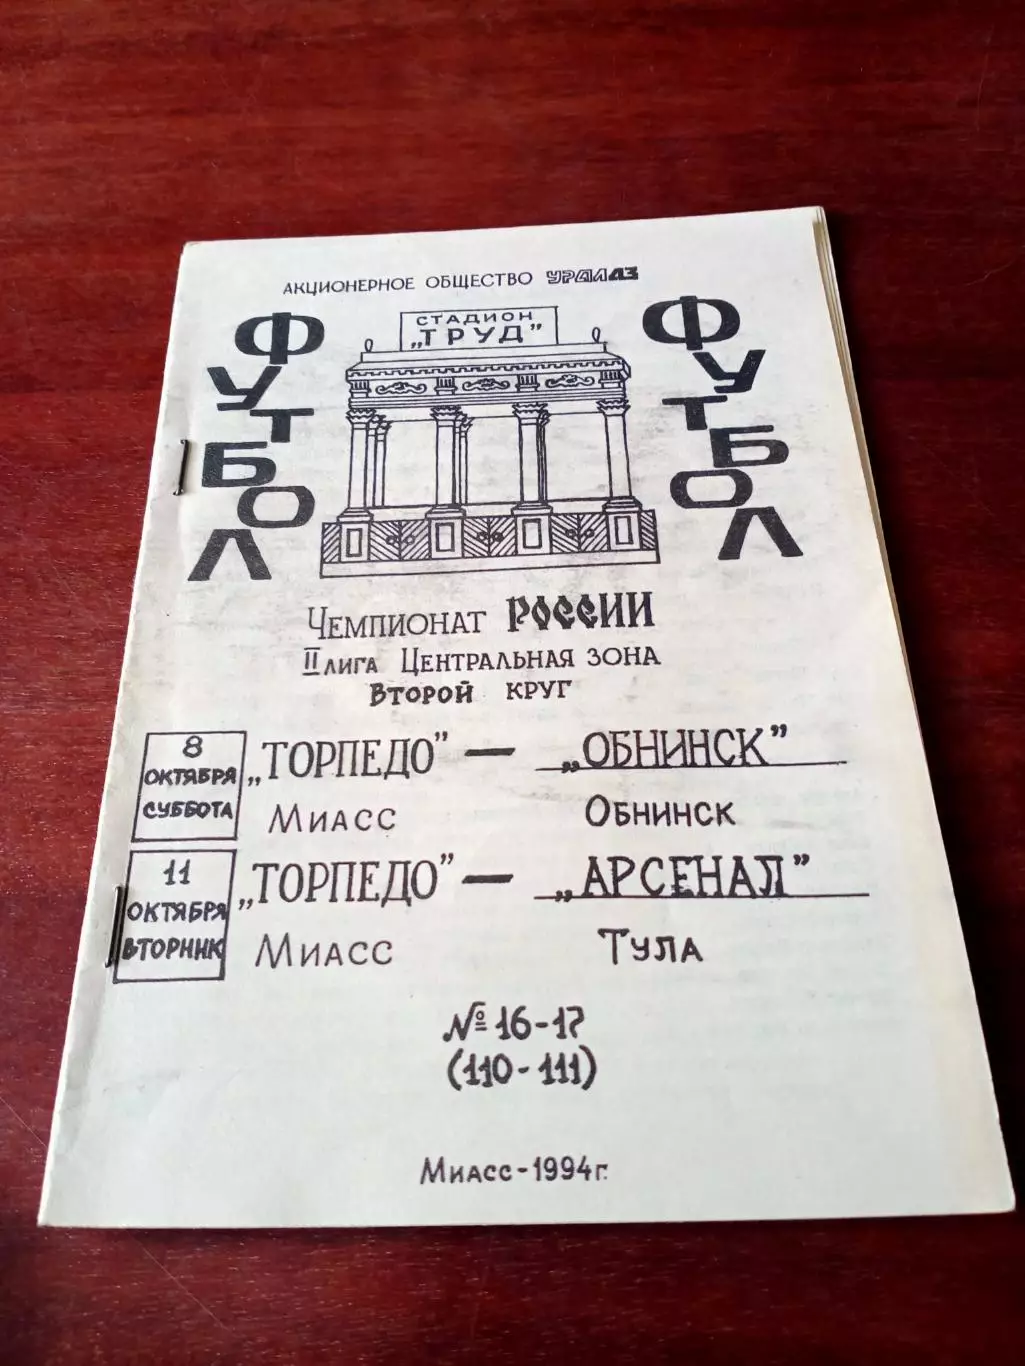 АКЦИОНЕРНОЕ ОБЩЕСТВО УРАЛАЗ
СТАДИОН
„ТРУД"
ФУТБОЛ
ФУТБОЛ
ЧЕМПИОНАТ РОССИИ
II ЛИГА ЦЕНТРАЛЬНАЯ ЗОНА
ВТОРОЙ КРУГ
8
ОКТЯБРЯ
СУББОТА
„ТОРПЕДО" — „ОБНИНСК"
МИАСС ОБНИНСК
11
ОКТЯБРЯ
ВТОРНИК
„ТОРПЕДО" — „АРСЕНАЛ"
МИАСС ТУЛА
№ 16-17
(110-111)
МИАСС-1994г.